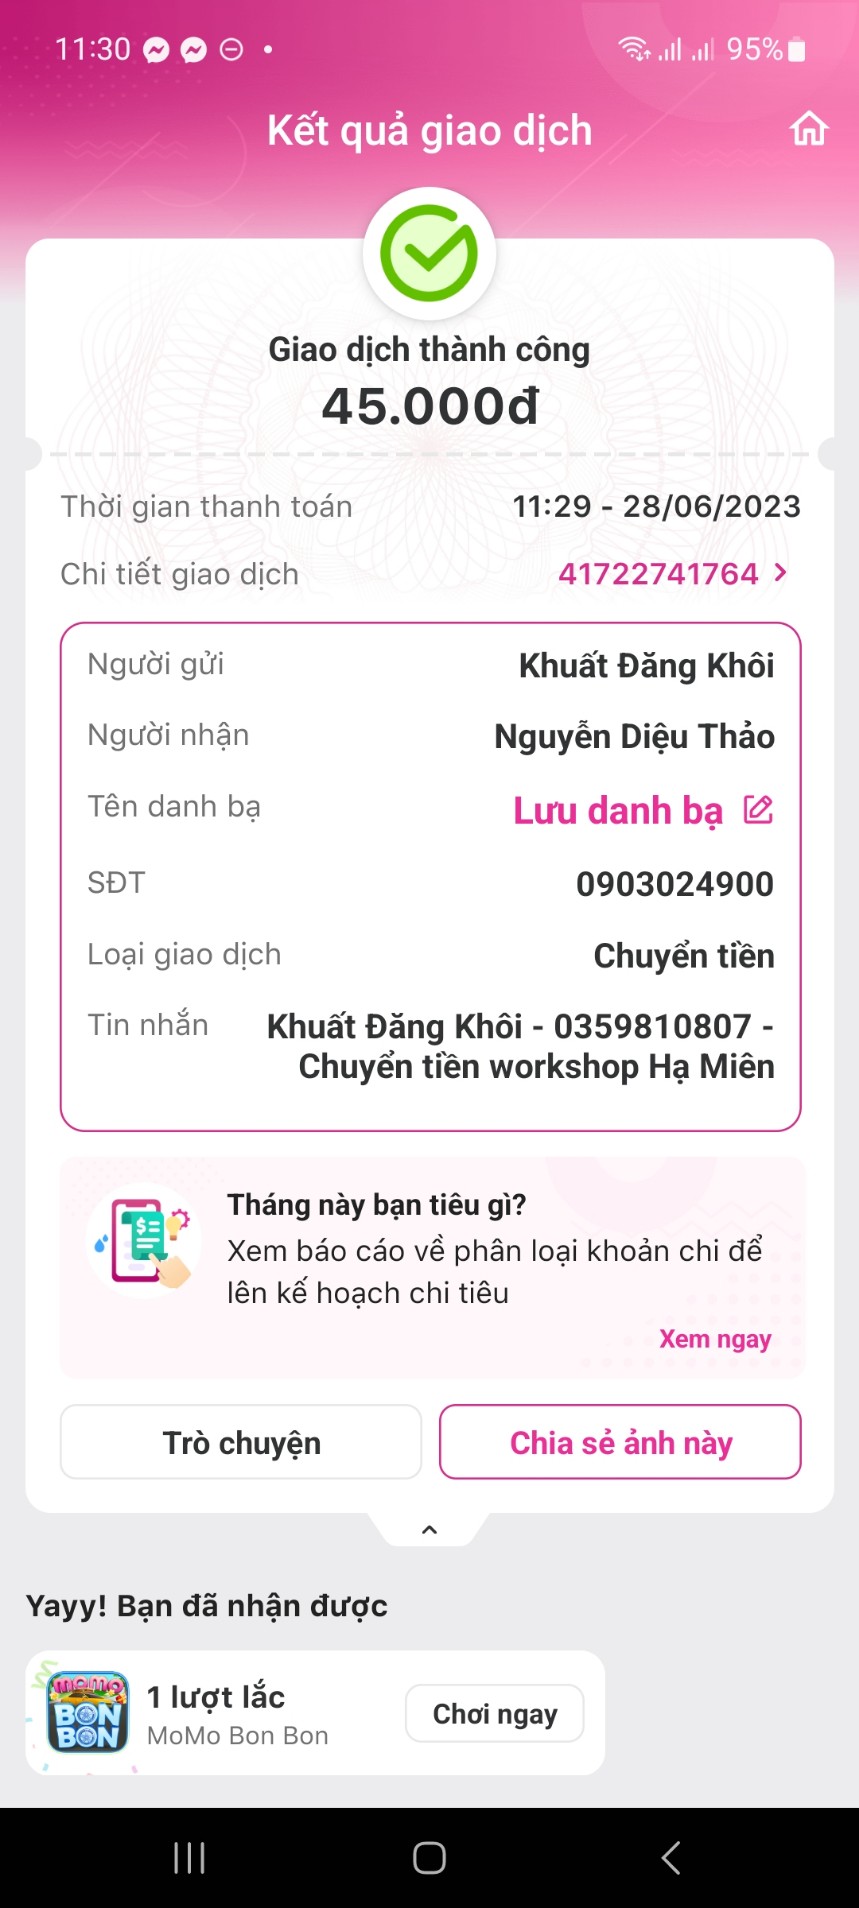 11:30
95%
Kết quả giao dịch
Giao dịch thành công
45.000đ
Thời gian thanh toán 11:29 - 28/06/2023
Chi tiết giao dịch 41722741764
Người gửi Khuất Đăng Khôi
Người nhận Nguyễn Diệu Thảo
Tên danh bạ Lưu danh bạ
SĐT 0903024900
Loại giao dịch Chuyển tiền
Tin nhắn Khuất Đăng Khôi - 0359810807 -
Chuyển tiền workshop Hạ Miên
Tháng này bạn tiêu gì?
Xem báo cáo về phân loại khoản chi để
lên kế hoạch chi tiêu
Xem ngay
Trò chuyện
Chia sẻ ảnh này
Yayy! Bạn đã nhận được
MOMO
BON
BON
1 lượt lắc
MoMo Bon Bon
Chơi ngay